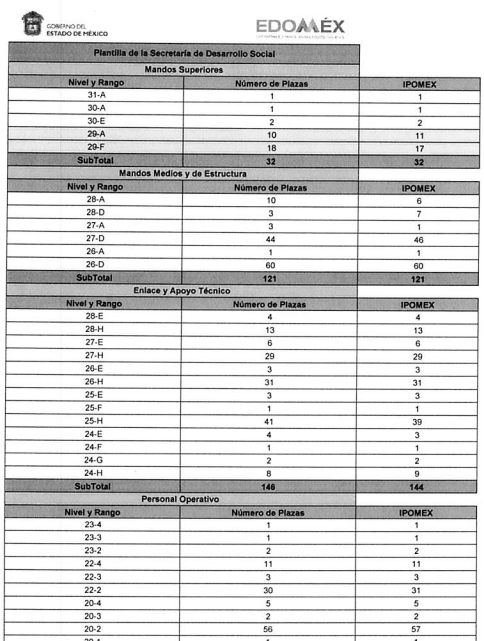 GOBIERNO DEL
ESTADO DE MÉXICO
EDOMÉX
Plantilla de la Secretaría de Desarrollo Social
Mandos Superiores
Nivel y Rango Número de Plazas IPOMEX
31-A 1 1
30-A 1 1
30-E 2 2
29-A 10 11
29-F 18 17
SubTotal 32 32
Mandos Medios y de Estructura
Nivel y Rango Número de Plazas IPOMEX
28-A 10 6
28-D 3 7
27-A 3 1
27-D 44 46
26-A 1 1
26-D 60 60
SubTotal 121 121
Enlace y Apoyo Técnico
Nivel y Rango Número de Plazas IPOMEX
28-E 4 4
28-H 13 13
27-E 6 6
27-H 29 29
26-E 3 3
26-H 31 31
25-E 3 3
25-F 1 1
25-H 41 39
24-E 4 3
24-F 1 1
24-G 2 2
24-H 8 9
SubTotal 146 144
Personal Operativo
Nivel y Rango Número de Plazas IPOMEX
23-4 1 1
23-3 1 1
23-2 2 2
22-4 11 11
22-3 3 3
22-2 30 31
20-4 5 5
20-3 2 2
20-2 56 57